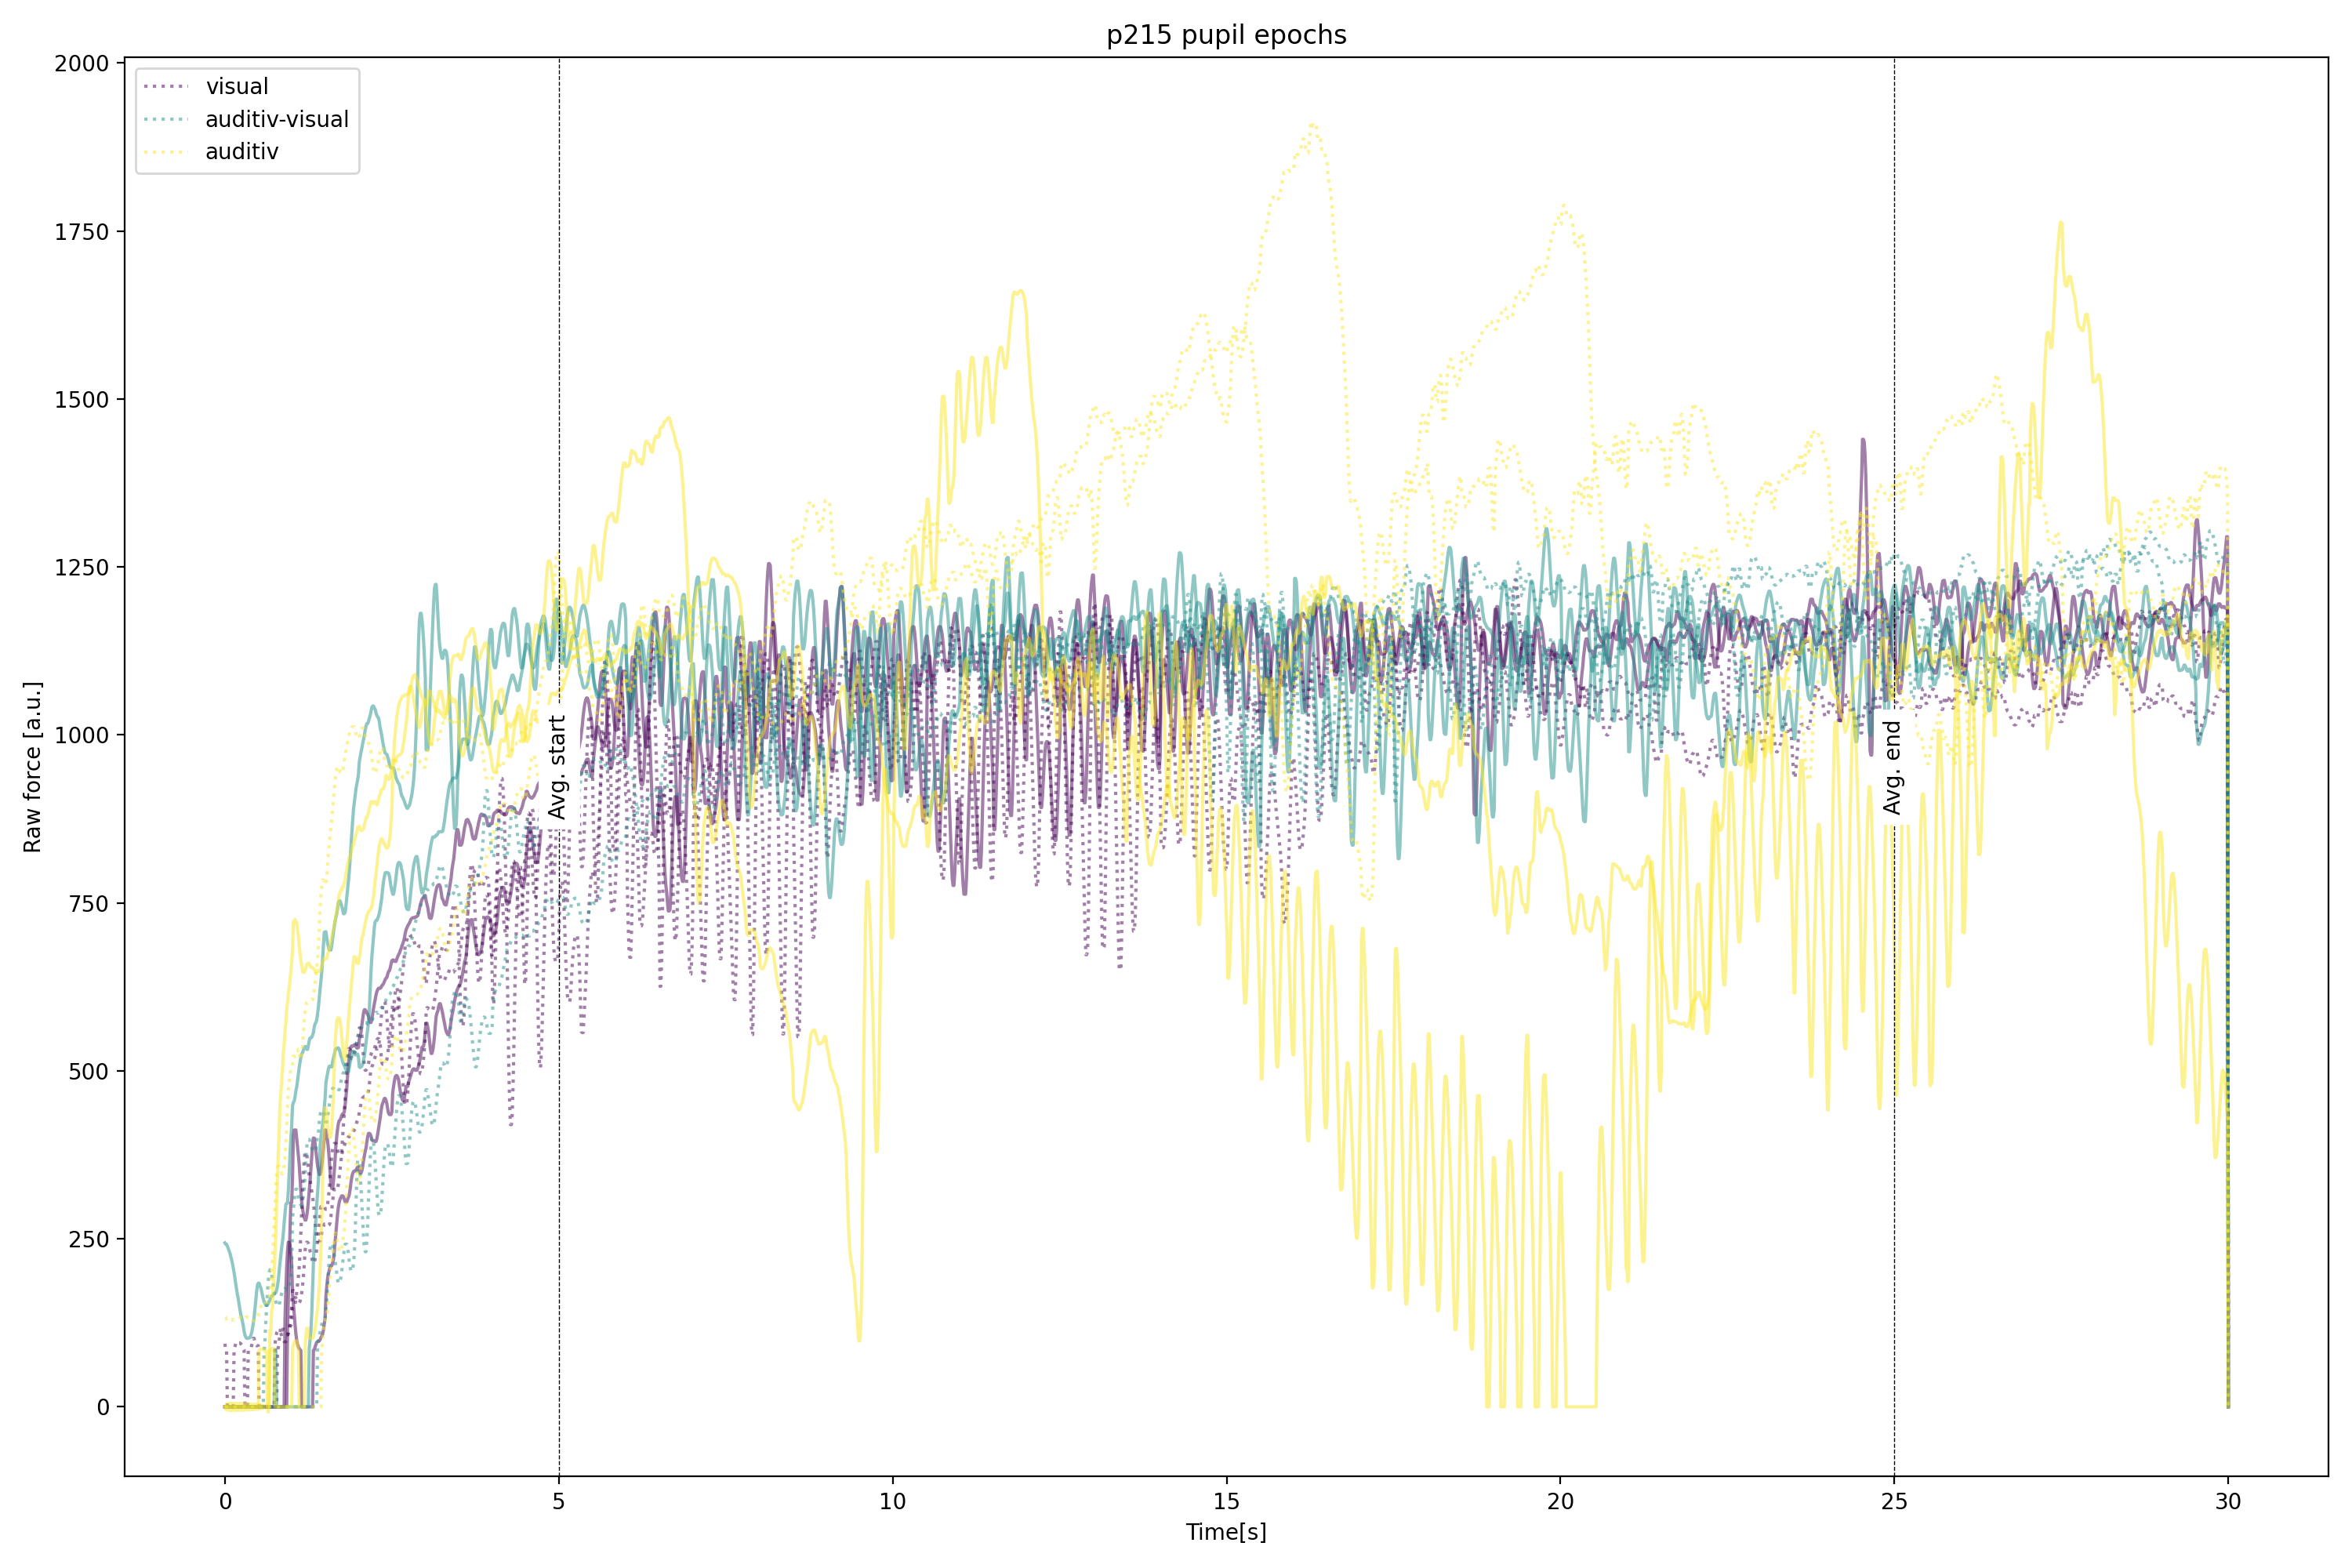 p215 pupil epochs
visual
auditiv-visual
auditiv
2000
1750
1500
1250
1000
750
500
250
0
Raw force [a.u.]
Avg. start
Avg. end
0 5 10 15 20 25 30
Time[s]